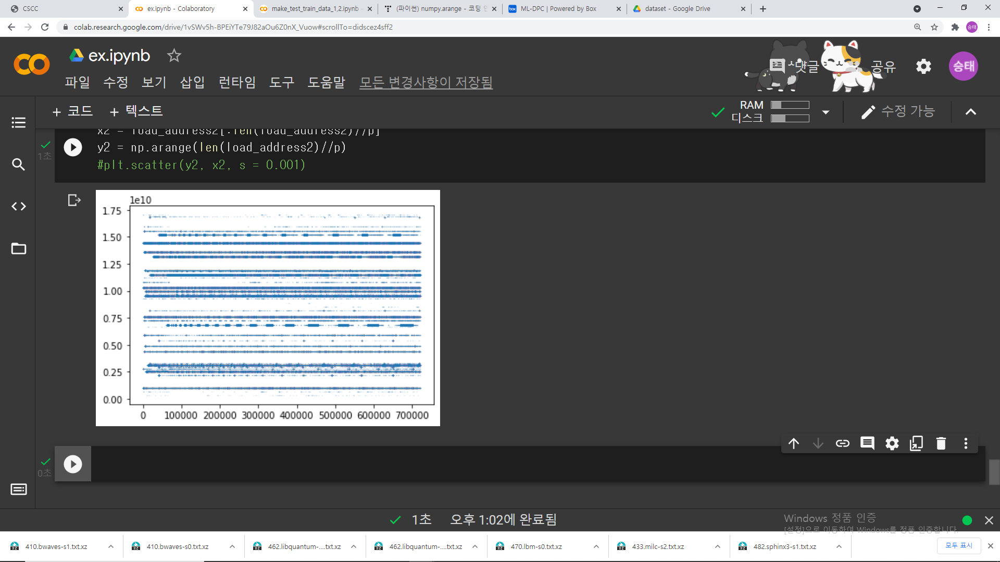 CSCC
ex.ipynb - Colaboratory
make_test_train_data_1,2.ipynb
(파이썬) numpy.arange - 코딩
ML-DPC | Powered by Box
dataset - Google Drive
colab.research.google.com/drive/1vSWv5h-BPEiYTe79J82aOu6Z0nX_Vuow#scrollTo=didscez4sff2
승태
ex.ipynb
댓글
공유
승태
파일 수정 보기 삽입 런타임 도구 도움말 모든 변경사항이 저장됨
+ 코드 + 텍스트
RAM
디스크
수정 가능
x2 = load_address2[:len(load_address2)//p]
1초
y2 = np.arange(len(load_address2)//p)
#plt.scatter(y2, x2, s = 0.001)
1e10
1.75
1.50
1.25
1.00
0.75
0.50
0.25
0.00
0 100000 200000 300000 400000 500000 600000 700000
0초
1초 오후 1:02에 완료됨
Windows 정품 인증
[설정]으로 이동하여 Windows를 정품 인증합니다.
410.bwaves-s1.txt.xz
410.bwaves-s0.txt.xz
462.libquantum-....txt.xz
462.libquantum-....txt.xz
470.lbm-s0.txt.xz
433.milc-s2.txt.xz
482.sphinx3-s1.txt.xz
모두 표시